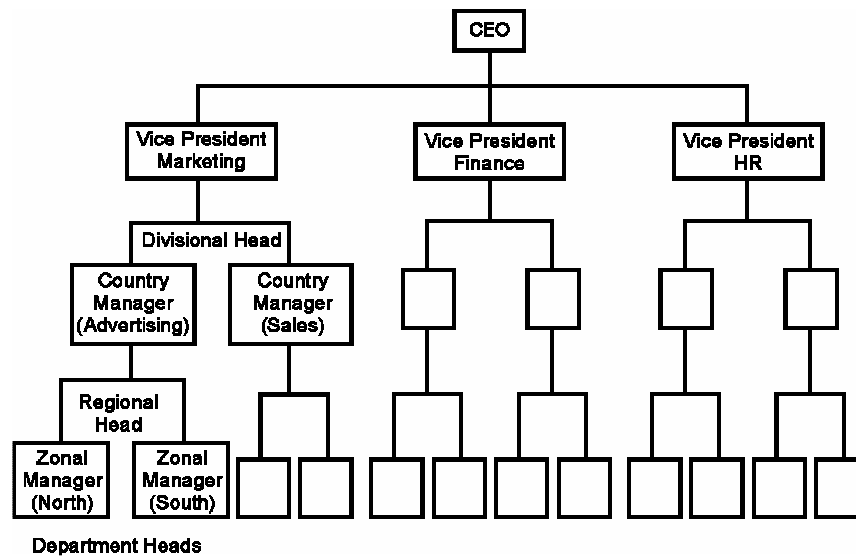 CEO
Vice President
Marketing
Vice President
Finance
Vice President
HR
Divisional Head
Country
Manager
(Advertising)
Country
Manager
(Sales)
Regional
Head
Zonal
Manager
(North)
Zonal
Manager
(South)
Department Heads